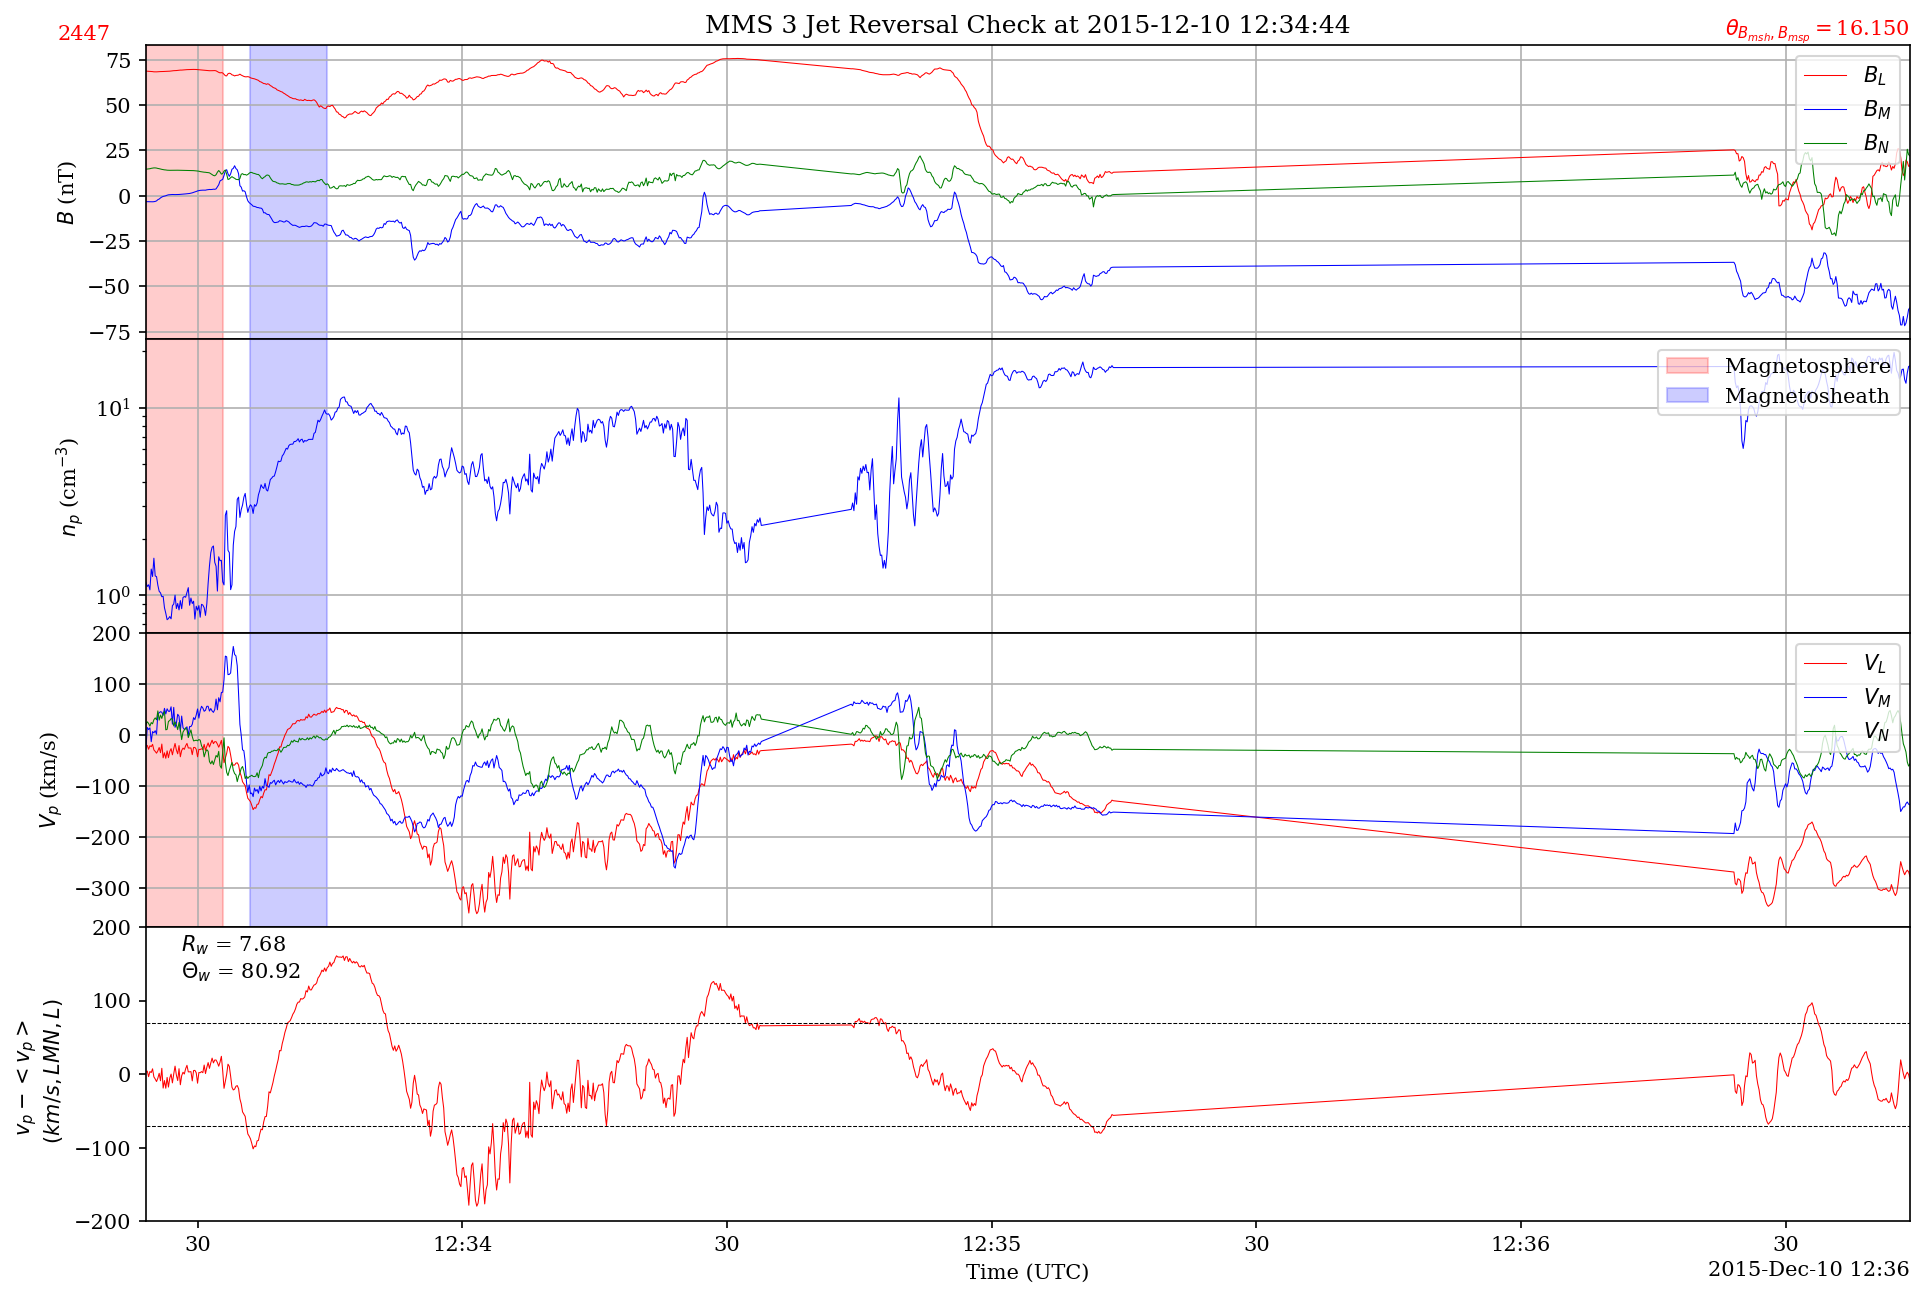 MMS 3 Jet Reversal Check at 2015-12-10 12:34:44
2447
θ_{B_{msh}, B_{msp}} = 16.150
75
50
25
0
−25
−50
−75
B (nT)
B_L
B_M
B_N
10^1
10^0
n_p (cm^{−3})
Magnetosphere
Magnetosheath
200
100
0
−100
−200
−300
V_p (km/s)
V_L
V_M
V_N
200
100
0
−100
−200
v_p − < v_p >
(km/s, LMN, L)
R_w = 7.68
Θ_w = 80.92
30
12:34
30
12:35
30
12:36
30
Time (UTC)
2015-Dec-10 12:36